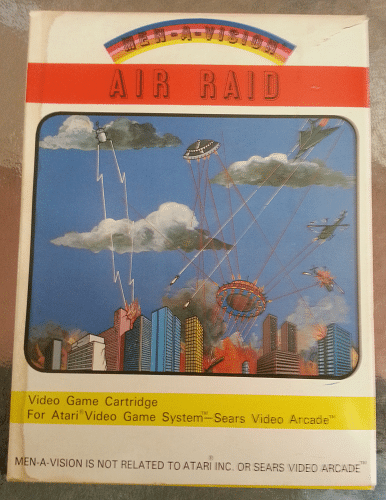 MEN-A-VISION
AIR RAID
Video Game Cartridge
For Atari® Video Game System™–Sears Video Arcade™
MEN-A-VISION IS NOT RELATED TO ATARI® INC. OR SEARS VIDEO ARCADE™